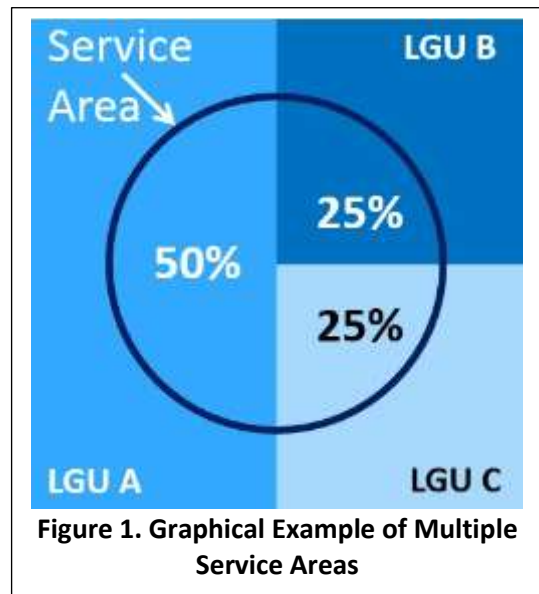 Service
Area
LGU B
25%
50%
25%
LGU A
LGU C
Figure 1. Graphical Example of Multiple
Service Areas